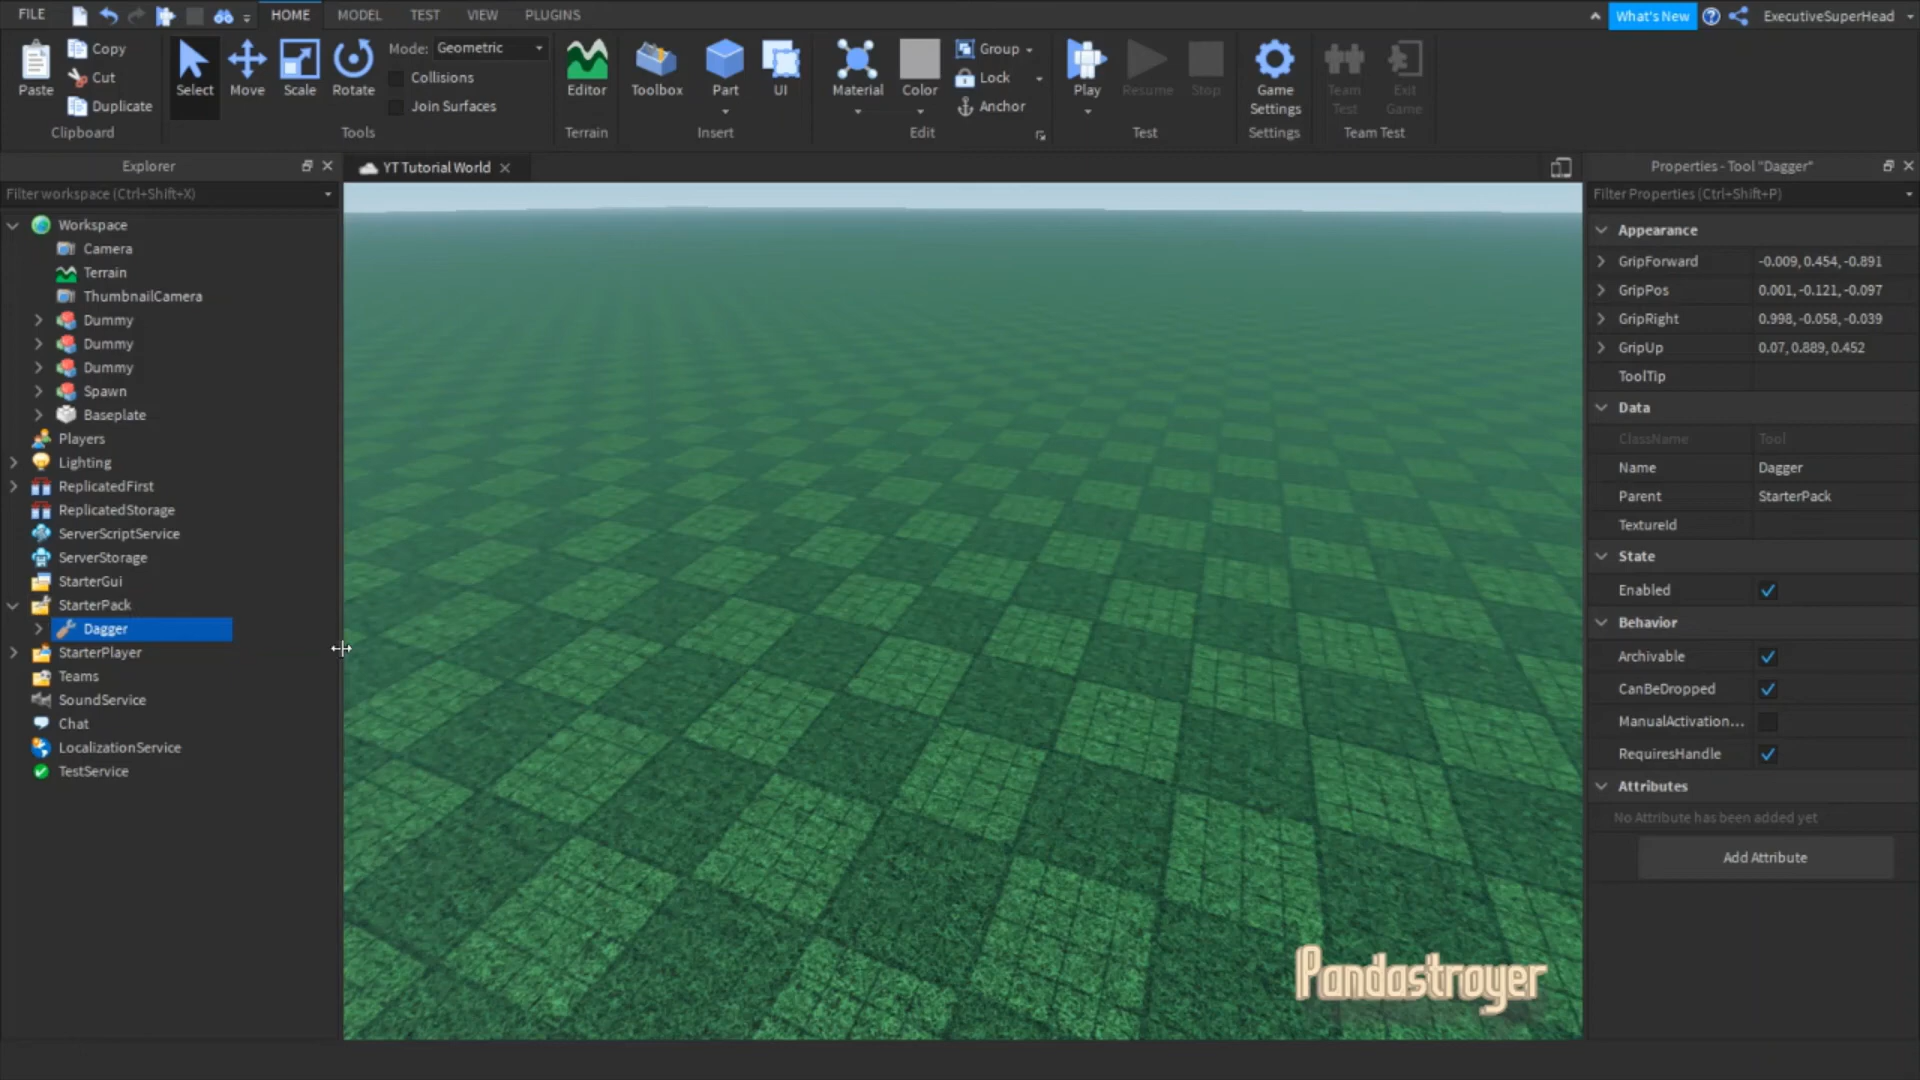 FILE
HOME
MODEL
TEST
VIEW
PLUGINS
What's New
ExecutiveSuperHead
Paste
Copy
Cut
Duplicate
Clipboard
Select
Move
Scale
Rotate
Mode: Geometric
Collisions
Join Surfaces
Tools
Editor
Terrain
Toolbox
Part
UI
Insert
Material
Color
Group
Lock
Anchor
Edit
Play
Resume
Stop
Test
Game
Settings
Settings
Team
Test
Exit
Game
Team Test
Explorer
Filter workspace (Ctrl+Shift+X)
Workspace
Camera
Terrain
ThumbnailCamera
Dummy
Dummy
Dummy
Spawn
Baseplate
Players
Lighting
ReplicatedFirst
ReplicatedStorage
ServerScriptService
ServerStorage
StarterGui
StarterPack
Dagger
StarterPlayer
Teams
SoundService
Chat
LocalizationService
TestService
YT Tutorial World
Pandastroyer
Properties - Tool "Dagger"
Filter Properties (Ctrl+Shift+P)
Appearance
GripForward -0.009, 0.454, -0.891
GripPos 0.001, -0.121, -0.097
GripRight 0.998, -0.058, -0.039
GripUp 0.07, 0.889, 0.452
ToolTip
Data
ClassName Tool
Name Dagger
Parent StarterPack
TextureId
State
Enabled
Behavior
Archivable
CanBeDropped
ManualActivation...
RequiresHandle
Attributes
No Attribute has been added yet
Add Attribute